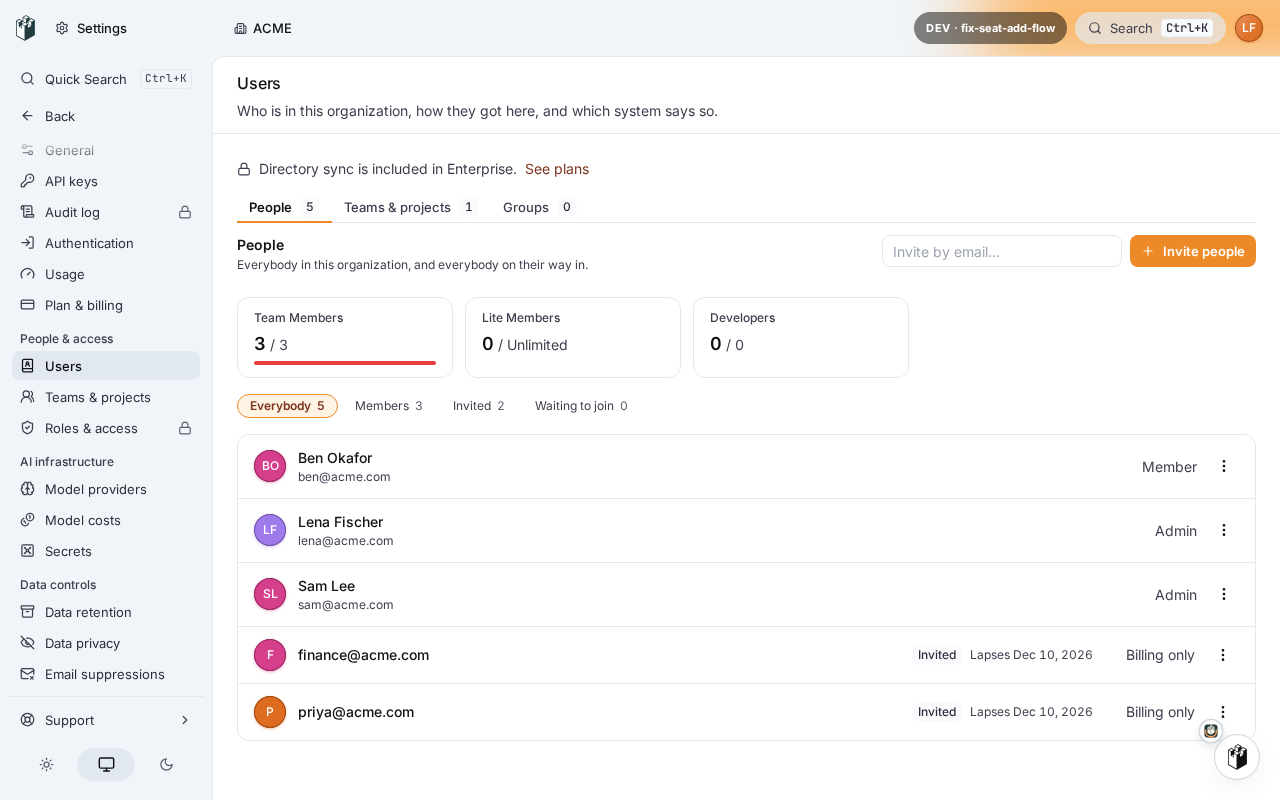 Settings
ACME
DEV · fix-seat-add-flow
Search Ctrl+K
LF
Quick Search Ctrl+K
Back
General
API keys
Audit log
Authentication
Usage
Plan & billing
People & access
Users
Teams & projects
Roles & access
AI infrastructure
Model providers
Model costs
Secrets
Data controls
Data retention
Data privacy
Email suppressions
Support
Users
Who is in this organization, how they got here, and which system says so.
Directory sync is included in Enterprise. See plans
People 5 Teams & projects 1 Groups 0
People
Everybody in this organization, and everybody on their way in.
Invite by email...
Invite people
Team Members
3 / 3
Lite Members
0 / Unlimited
Developers
0 / 0
Everybody 5 Members 3 Invited 2 Waiting to join 0
BO Ben Okafor Member
ben@acme.com
LF Lena Fischer Admin
lena@acme.com
SL Sam Lee Admin
sam@acme.com
F finance@acme.com Invited Lapses Dec 10, 2026 Billing only
P priya@acme.com Invited Lapses Dec 10, 2026 Billing only